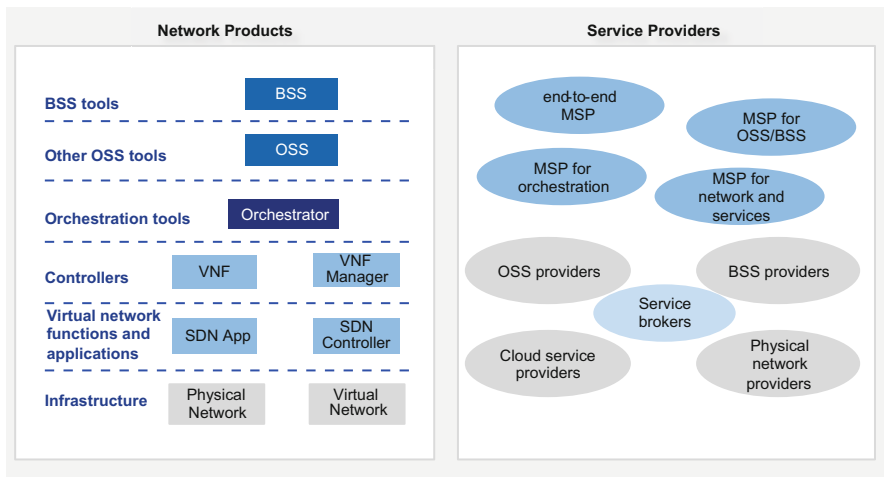 Network Products
BSS tools
BSS
Other OSS tools
OSS
Orchestration tools
Orchestrator
Controllers
VNF
VNF
Manager
Virtual network
functions and
applications
SDN App
SDN
Controller
Infrastructure
Physical
Network
Virtual
Network
Service Providers
end-to-end
MSP
MSP for
OSS/BSS
MSP for
orchestration
MSP for
network and
services
OSS providers
BSS providers
Service
brokers
Cloud service
providers
Physical
network
providers